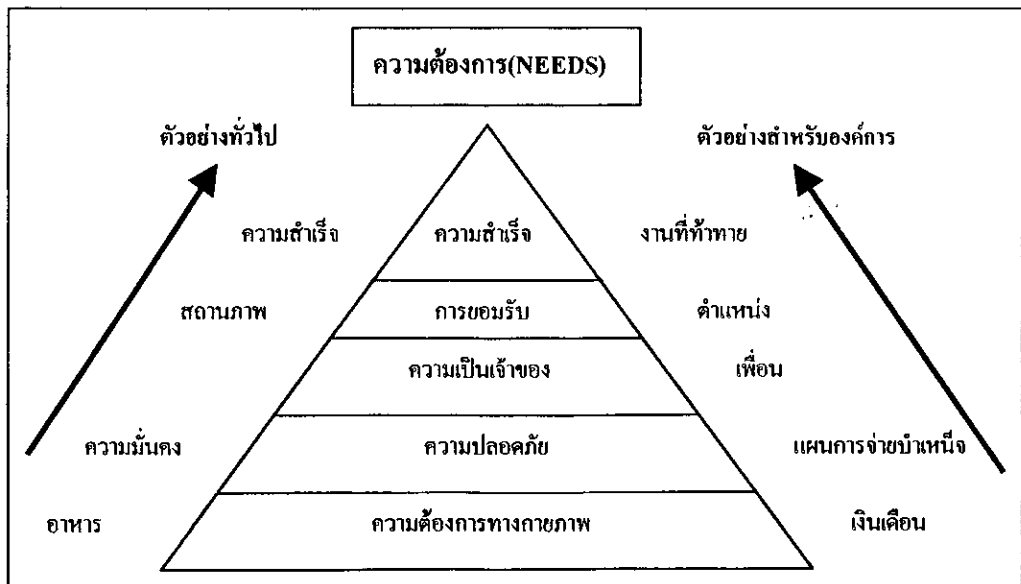 ความต้องการ(NEEDS)
ตัวอย่างทั่วไป ตัวอย่างสำหรับองค์การ
ความสำเร็จ ความสำเร็จ งานที่ท้าทาย
สถานภาพ การยอมรับ ตำแหน่ง
ความเป็นเจ้าของ เพื่อน
ความมั่นคง ความปลอดภัย แผนการจ่ายบำเหน็จ
อาหาร ความต้องการทางกายภาพ เงินเดือน